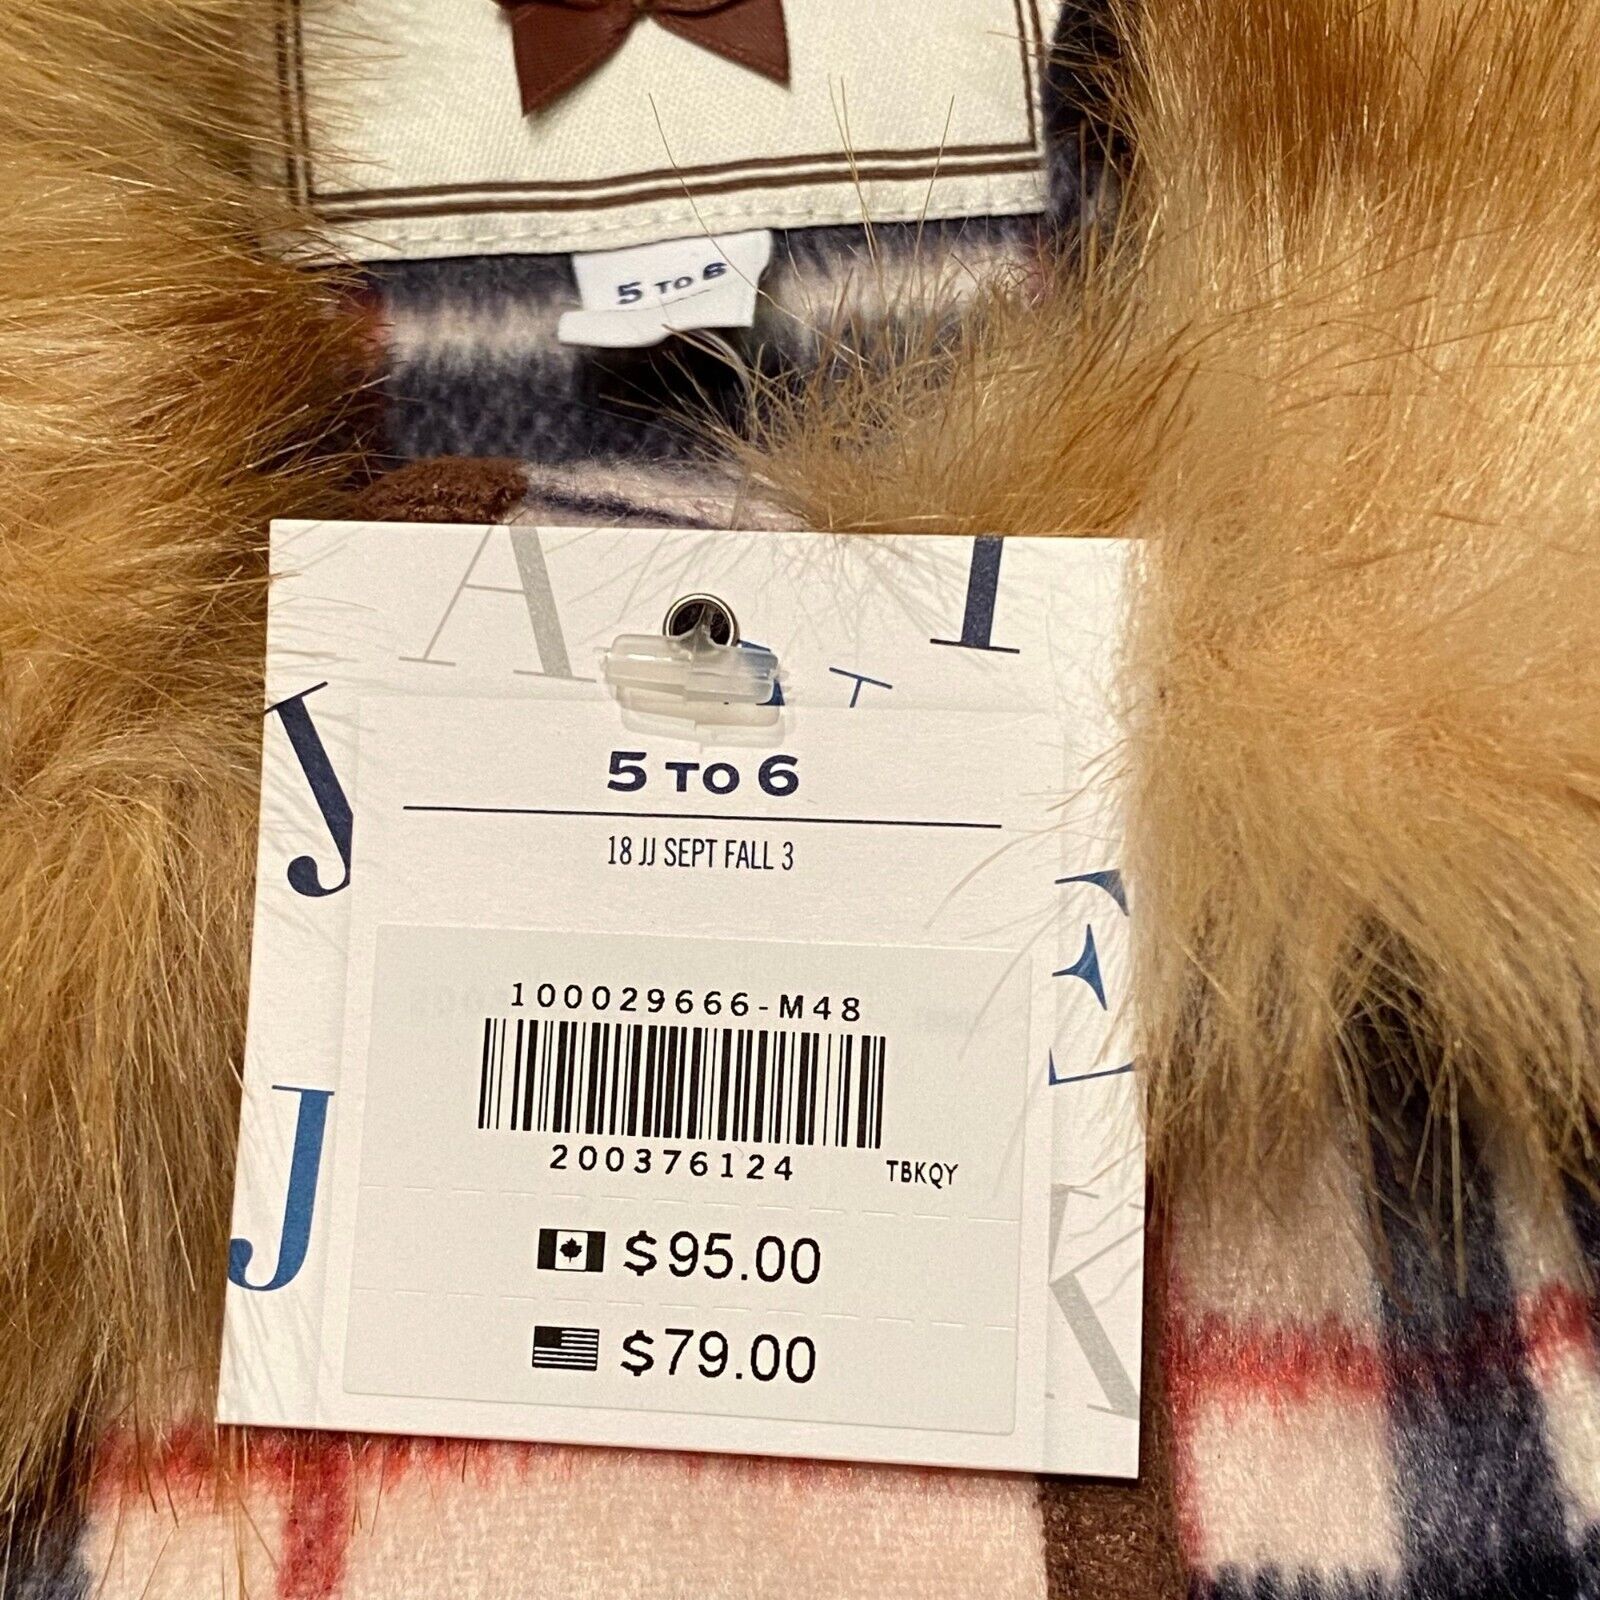 5 TO 6
A I
T
J
5 TO 6
18 JJ SEPT FALL 3
E
100029666-M48
J
200376124 TBKQY
$95.00
K
$79.00